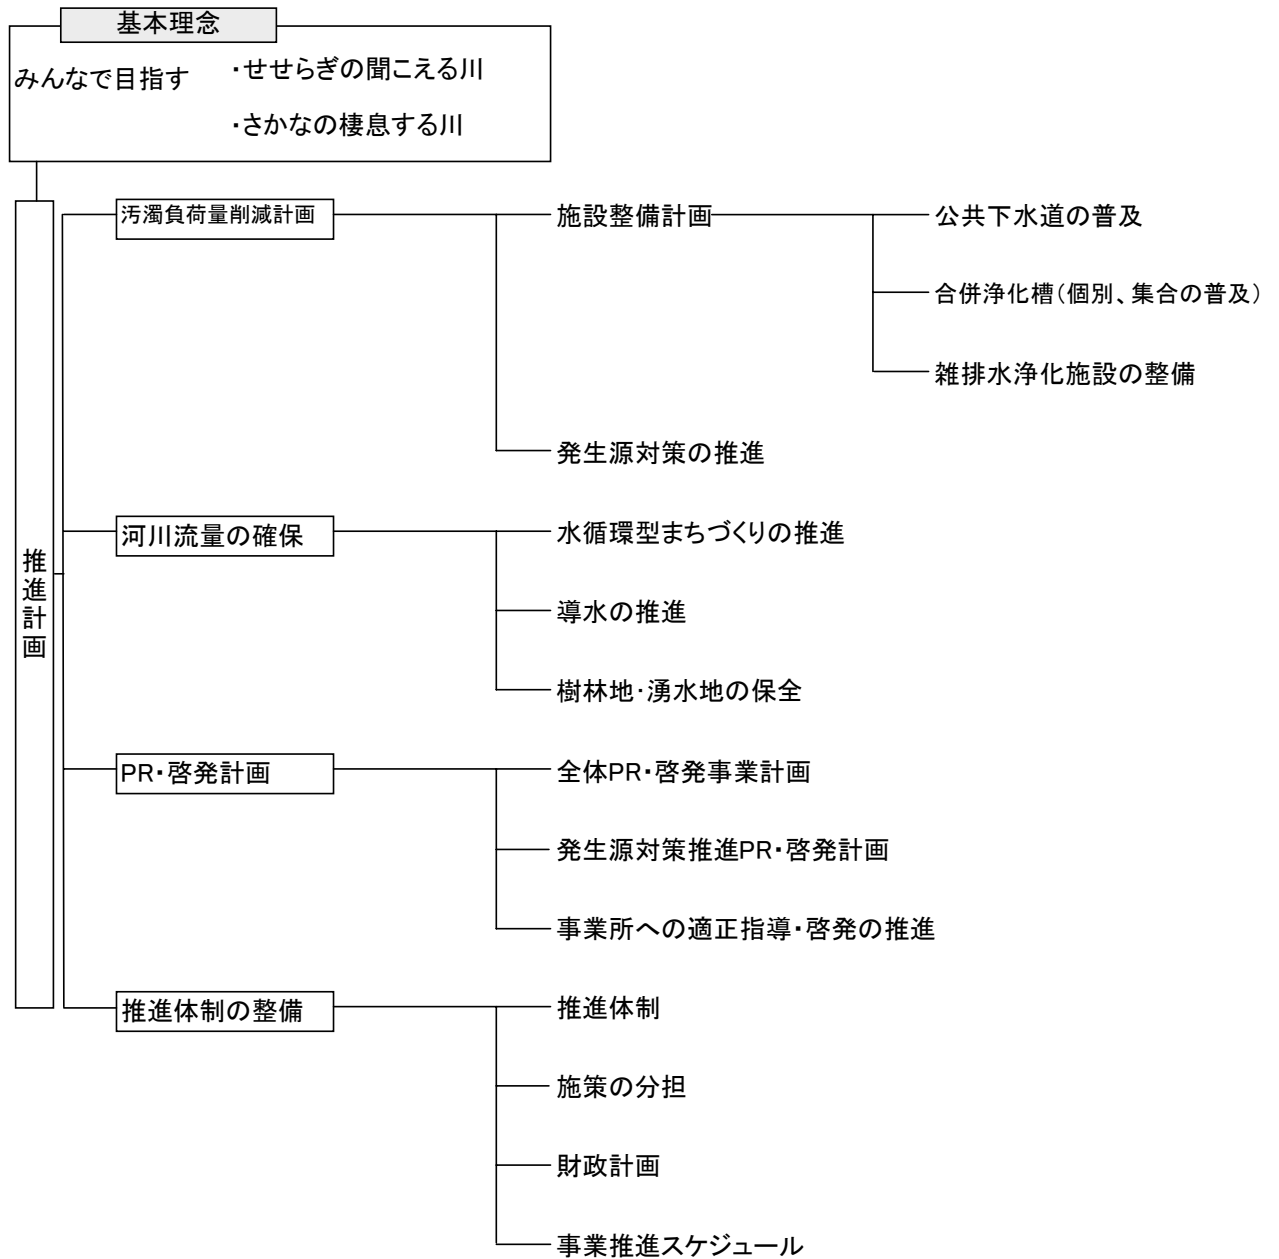 基本理念
みんなで目指す
・せせらぎの聞こえる川
・さかなの棲息する川
推進計画
汚濁負荷量削減計画
施設整備計画
公共下水道の普及
合併浄化槽(個別、集合の普及)
雑排水浄化施設の整備
発生源対策の推進
河川流量の確保
水循環型まちづくりの推進
導水の推進
樹林地・湧水地の保全
PR・啓発計画
全体PR・啓発事業計画
発生源対策推進PR・啓発計画
事業所への適正指導・啓発の推進
推進体制の整備
推進体制
施策の分担
財政計画
事業推進スケジュール